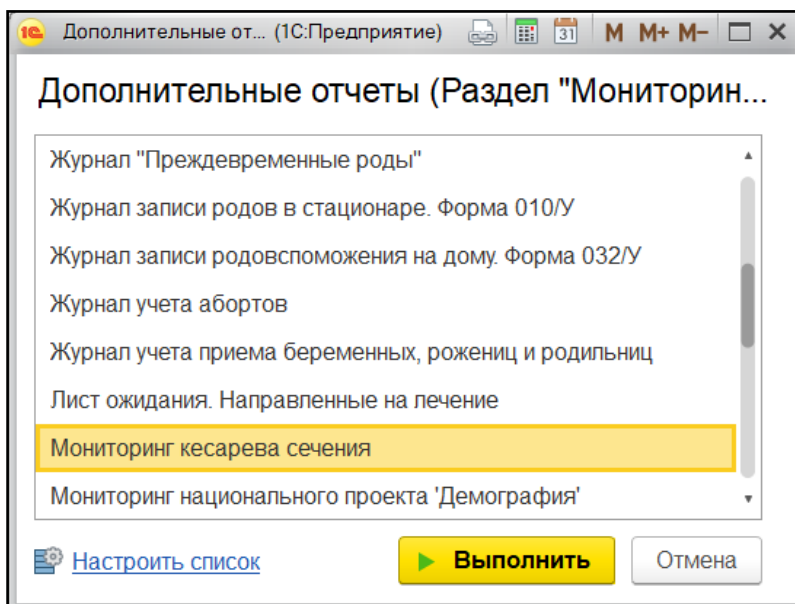 1С Дополнительные от... (1С:Предприятие) 31 M M+ M-
Дополнительные отчеты (Раздел "Мониторин...
Журнал "Преждевременные роды"
Журнал записи родов в стационаре. Форма 010/У
Журнал записи родовспоможения на дому. Форма 032/У
Журнал учета абортов
Журнал учета приема беременных, рожениц и родильниц
Лист ожидания. Направленные на лечение
Мониторинг кесарева сечения
Мониторинг национального проекта 'Демография'
Настроить список Выполнить Отмена